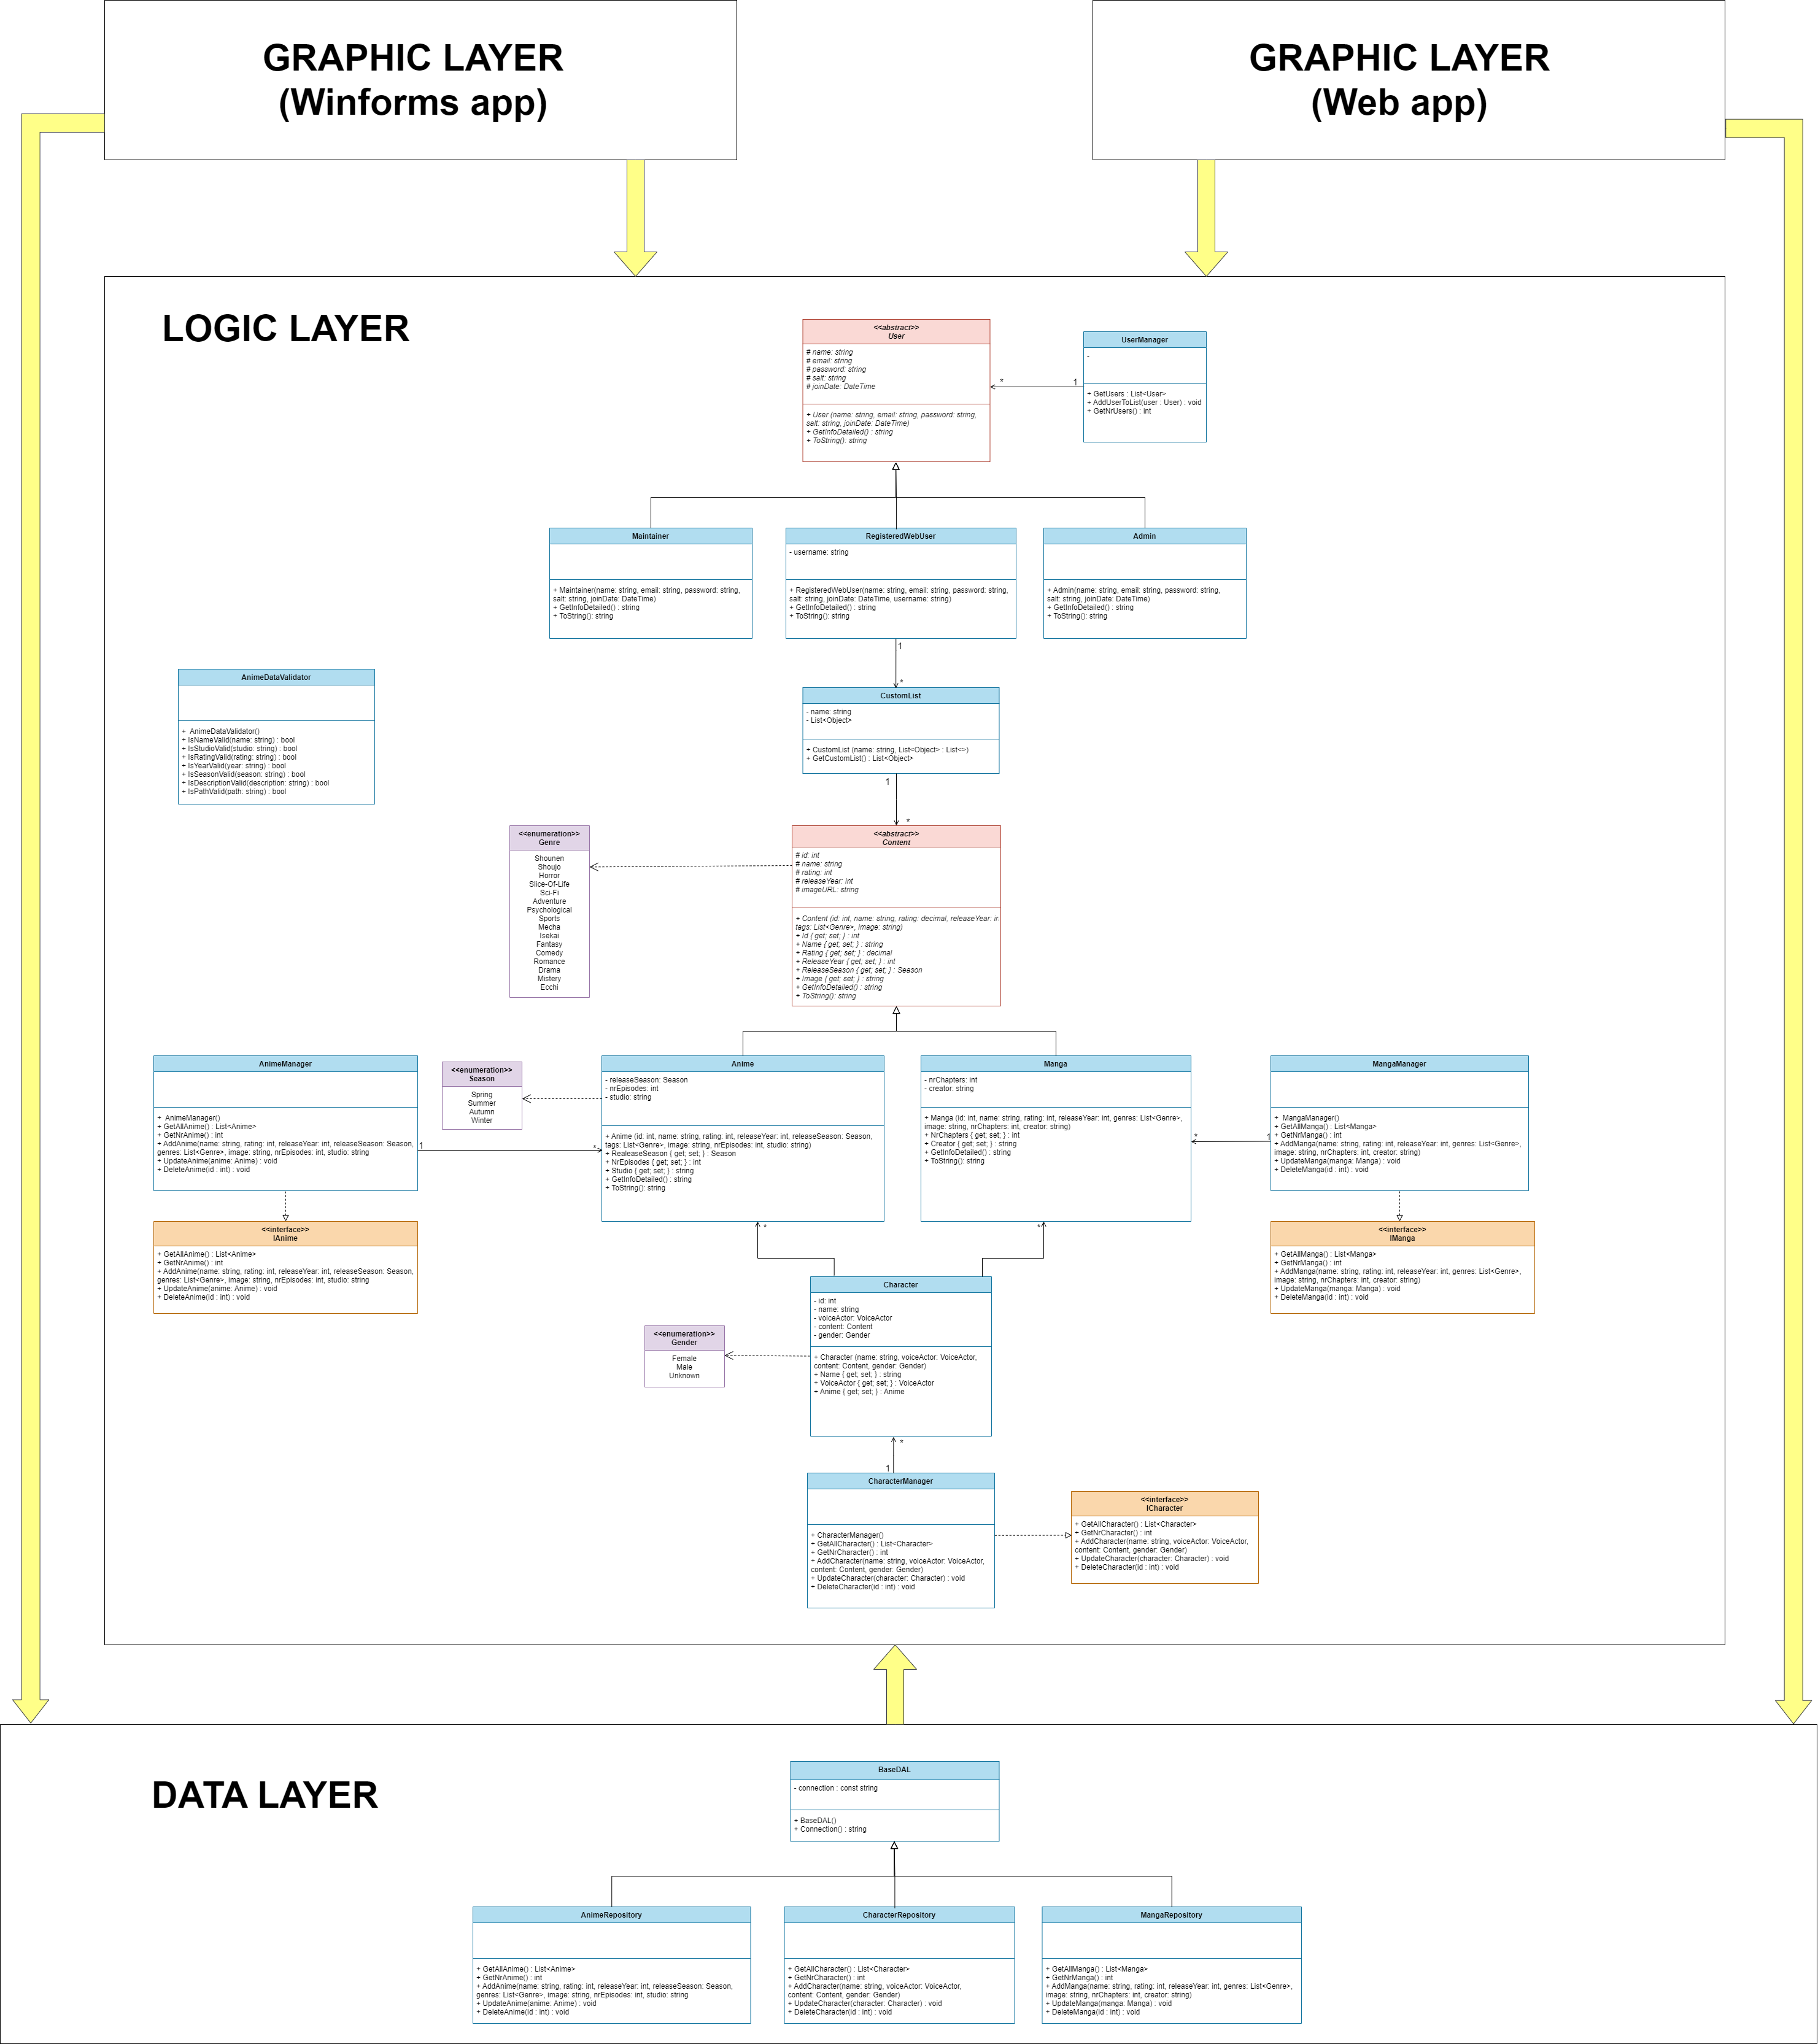 GRAPHIC LAYER
(Winforms app)
GRAPHIC LAYER
(Web app)
LOGIC LAYER
<<abstract>>
User
# name: string
# email: string
# password: string
# salt: string
# joinDate: DateTime
+ User (name: string, email: string, password: string,
salt: string, joinDate: DateTime)
+ GetInfoDetailed() : string
+ ToString(): string
*
1
UserManager
-
+ GetUsers : List<User>
+ AddUserToList(user : User) : void
+ GetNrUsers() : int
Maintainer
+ Maintainer(name: string, email: string, password: string,
salt: string, joinDate: DateTime)
+ GetInfoDetailed() : string
+ ToString(): string
RegisteredWebUser
- username: string
+ RegisteredWebUser(name: string, email: string, password: string,
salt: string, joinDate: DateTime, username: string)
+ GetInfoDetailed() : string
+ ToString(): string
Admin
+ Admin(name: string, email: string, password: string,
salt: string, joinDate: DateTime)
+ GetInfoDetailed() : string
+ ToString(): string
1
*
AnimeDataValidator
+ AnimeDataValidator()
+ IsNameValid(name: string) : bool
+ IsStudioValid(studio: string) : bool
+ IsRatingValid(rating: string) : bool
+ IsYearValid(year: string) : bool
+ IsSeasonValid(season: string) : bool
+ IsDescriptionValid(description: string) : bool
+ IsPathValid(path: string) : bool
CustomList
- name: string
- List<Object>
+ CustomList (name: string, List<Object> : List<>)
+ GetCustomList() : List<Object>
1
*
<<enumeration>>
Genre
Shounen
Shoujo
Horror
Slice-Of-Life
Sci-Fi
Adventure
Psychological
Sports
Mecha
Isekai
Fantasy
Comedy
Romance
Drama
Mistery
Ecchi
<<abstract>>
Content
# id: int
# name: string
# rating: int
# releaseYear: int
# imageURL: string
+ Content (id: int, name: string, rating: decimal, releaseYear: ir
tags: List<Genre>, image: string)
+ Id { get; set; } : int
+ Name { get; set; } : string
+ Rating { get; set; } : decimal
+ ReleaseYear { get; set; } : int
+ ReleaseSeason { get; set; } : Season
+ Image { get; set; } : string
+ GetInfoDetailed() : string
+ ToString(): string
AnimeManager
+ AnimeManager()
+ GetAllAnime() : List<Anime>
+ GetNrAnime() : int
+ AddAnime(name: string, rating: int, releaseYear: int, releaseSeason: Season,
genres: List<Genre>, image: string, nrEpisodes: int, studio: string
+ UpdateAnime(anime: Anime) : void
+ DeleteAnime(id : int) : void
1
*
<<enumeration>>
Season
Spring
Summer
Autumn
Winter
Anime
- releaseSeason: Season
- nrEpisodes: int
- studio: string
+ Anime (id: int, name: string, rating: int, releaseYear: int, releaseSeason: Season,
tags: List<Genre>, image: string, nrEpisodes: int, studio: string)
+ RealeaseSeason { get; set; } : Season
+ NrEpisodes { get; set; } : int
+ Studio { get; set; } : string
+ GetInfoDetailed() : string
+ ToString(): string
Manga
- nrChapters: int
- creator: string
+ Manga (id: int, name: string, rating: int, releaseYear: int, genres: List<Genre>,
image: string, nrChapters: int, creator: string)
+ NrChapters { get; set; } : int
+ Creator { get; set; } : string
+ GetInfoDetailed() : string
+ ToString(): string
*
1
MangaManager
+ MangaManager()
+ GetAllManga() : List<Manga>
+ GetNrManga() : int
+ AddManga(name: string, rating: int, releaseYear: int, genres: List<Genre>,
image: string, nrChapters: int, creator: string)
+ UpdateManga(manga: Manga) : void
+ DeleteManga(id : int) : void
<<interface>>
IAnime
+ GetAllAnime() : List<Anime>
+ GetNrAnime() : int
+ AddAnime(name: string, rating: int, releaseYear: int, releaseSeason: Season,
genres: List<Genre>, image: string, nrEpisodes: int, studio: string
+ UpdateAnime(anime: Anime) : void
+ DeleteAnime(id : int) : void
*
*
<<interface>>
IManga
+ GetAllManga() : List<Manga>
+ GetNrManga() : int
+ AddManga(name: string, rating: int, releaseYear: int, genres: List<Genre>,
image: string, nrChapters: int, creator: string)
+ UpdateManga(manga: Manga) : void
+ DeleteManga(id : int) : void
<<enumeration>>
Gender
Female
Male
Unknown
Character
- id: int
- name: string
- voiceActor: VoiceActor
- content: Content
- gender: Gender
+ Character (name: string, voiceActor: VoiceActor,
content: Content, gender: Gender)
+ Name { get; set; } : string
+ VoiceActor { get; set; } : VoiceActor
+ Anime { get; set; } : Anime
*
1
CharacterManager
+ CharacterManager()
+ GetAllCharacter() : List<Character>
+ GetNrCharacter() : int
+ AddCharacter(name: string, voiceActor: VoiceActor,
content: Content, gender: Gender)
+ UpdateCharacter(character: Character) : void
+ DeleteCharacter(id : int) : void
<<interface>>
ICharacter
+ GetAllCharacter() : List<Character>
+ GetNrCharacter() : int
+ AddCharacter(name: string, voiceActor: VoiceActor,
content: Content, gender: Gender)
+ UpdateCharacter(character: Character) : void
+ DeleteCharacter(id : int) : void
DATA LAYER
BaseDAL
- connection : const string
+ BaseDAL()
+ Connection() : string
AnimeRepository
+ GetAllAnime() : List<Anime>
+ GetNrAnime() : int
+ AddAnime(name: string, rating: int, releaseYear: int, releaseSeason: Season,
genres: List<Genre>, image: string, nrEpisodes: int, studio: string
+ UpdateAnime(anime: Anime) : void
+ DeleteAnime(id : int) : void
CharacterRepository
+ GetAllCharacter() : List<Character>
+ GetNrCharacter() : int
+ AddCharacter(name: string, voiceActor: VoiceActor,
content: Content, gender: Gender)
+ UpdateCharacter(character: Character) : void
+ DeleteCharacter(id : int) : void
MangaRepository
+ GetAllManga() : List<Manga>
+ GetNrManga() : int
+ AddManga(name: string, rating: int, releaseYear: int, genres: List<Genre>,
image: string, nrChapters: int, creator: string)
+ UpdateManga(manga: Manga) : void
+ DeleteManga(id : int) : void